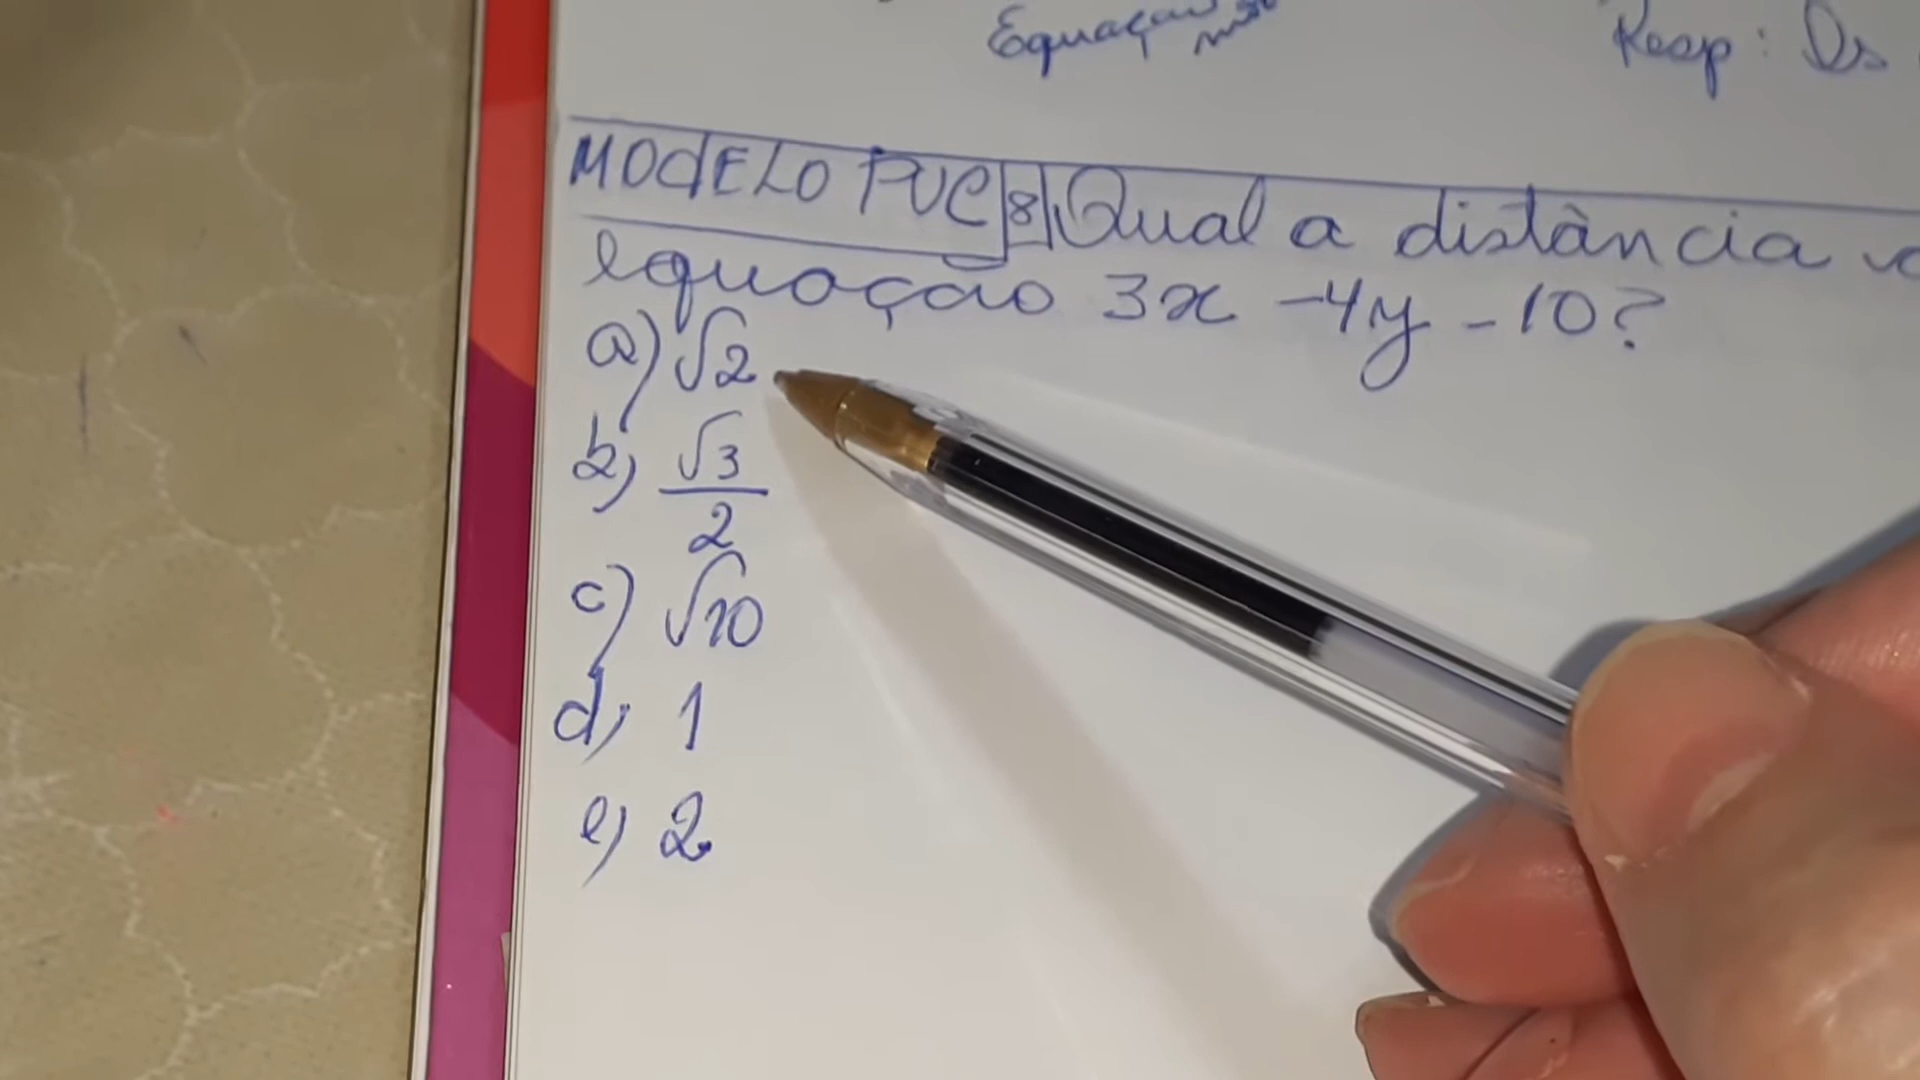 Equação
Resp: Os
MODELO PUC 8) Qual a distância
equação 3x -4y -10?
a) √2
b) √3
2
c) √10
d) 1
e) 2